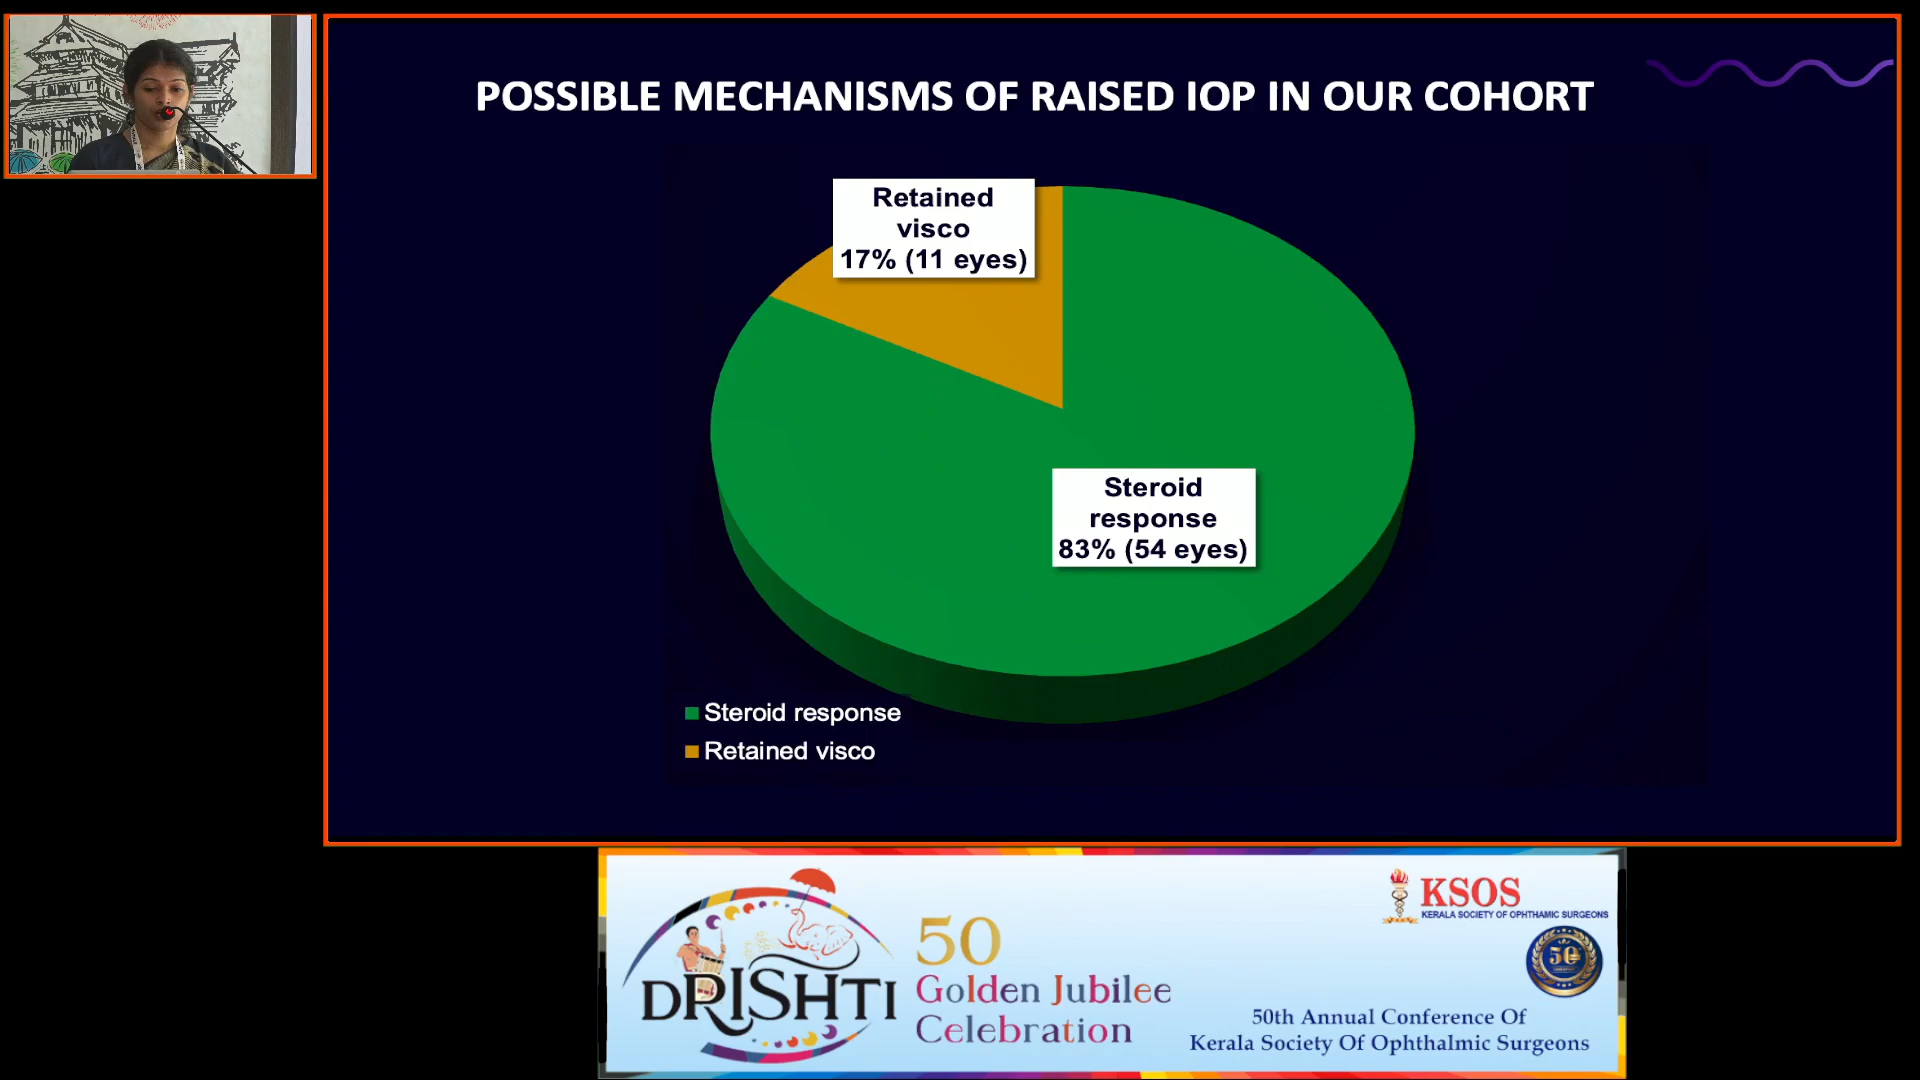 POSSIBLE MECHANISMS OF RAISED IOP IN OUR COHORT
Retained
visco
17% (11 eyes)
Steroid
response
83% (54 eyes)
Steroid response
Retained visco
DRISHTI
50
Golden Jubilee
Celebration
KSOS
KERALA SOCIETY OF OPHTHAMIC SURGEONS
50
50th Annual Conference Of
Kerala Society Of Ophthalmic Surgeons